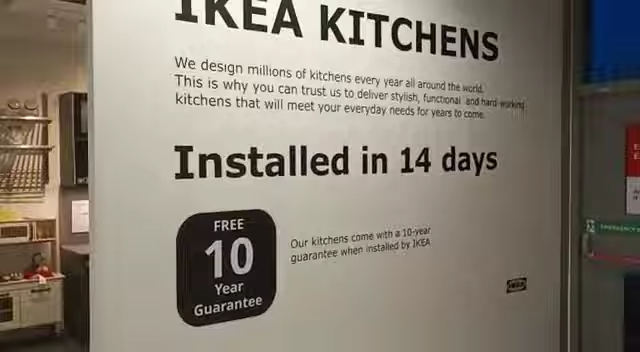 IKEA KITCHENS
We design millions of kitchens every year all around the world.
This is why you can trust us to deliver stylish, functional and hard-working
kitchens that will meet your everyday needs for years to come.
Installed in 14 days
FREE
10
Year
Guarantee
Our kitchens come with a 10-year
guarantee when installed by IKEA
IKEA